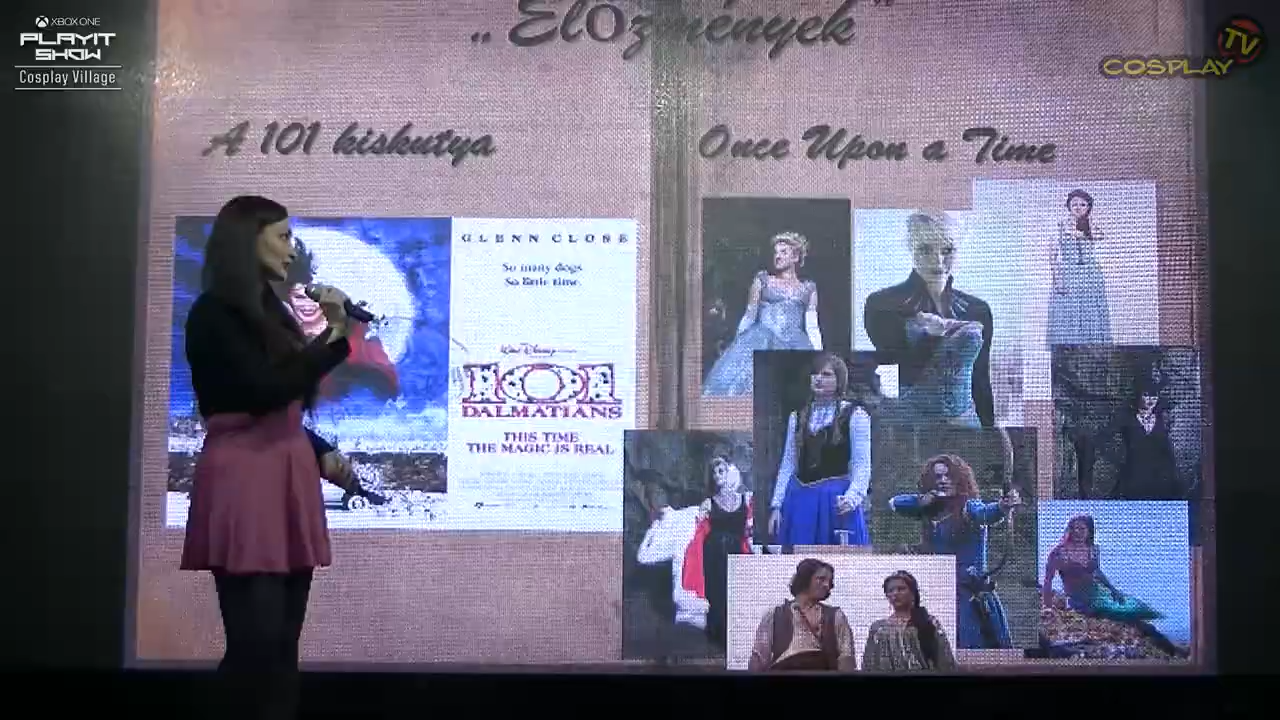 XBOX ONE
PLAYIT
SHOW
Cosplay Village
COSPLAY TV
„Előzmények”
A 101 kiskutya
Once Upon a Time
GLENN CLOSE
So many dogs
So little time.
Walt Disney
101
DALMATIANS
THIS TIME
THE MAGIC IS REAL